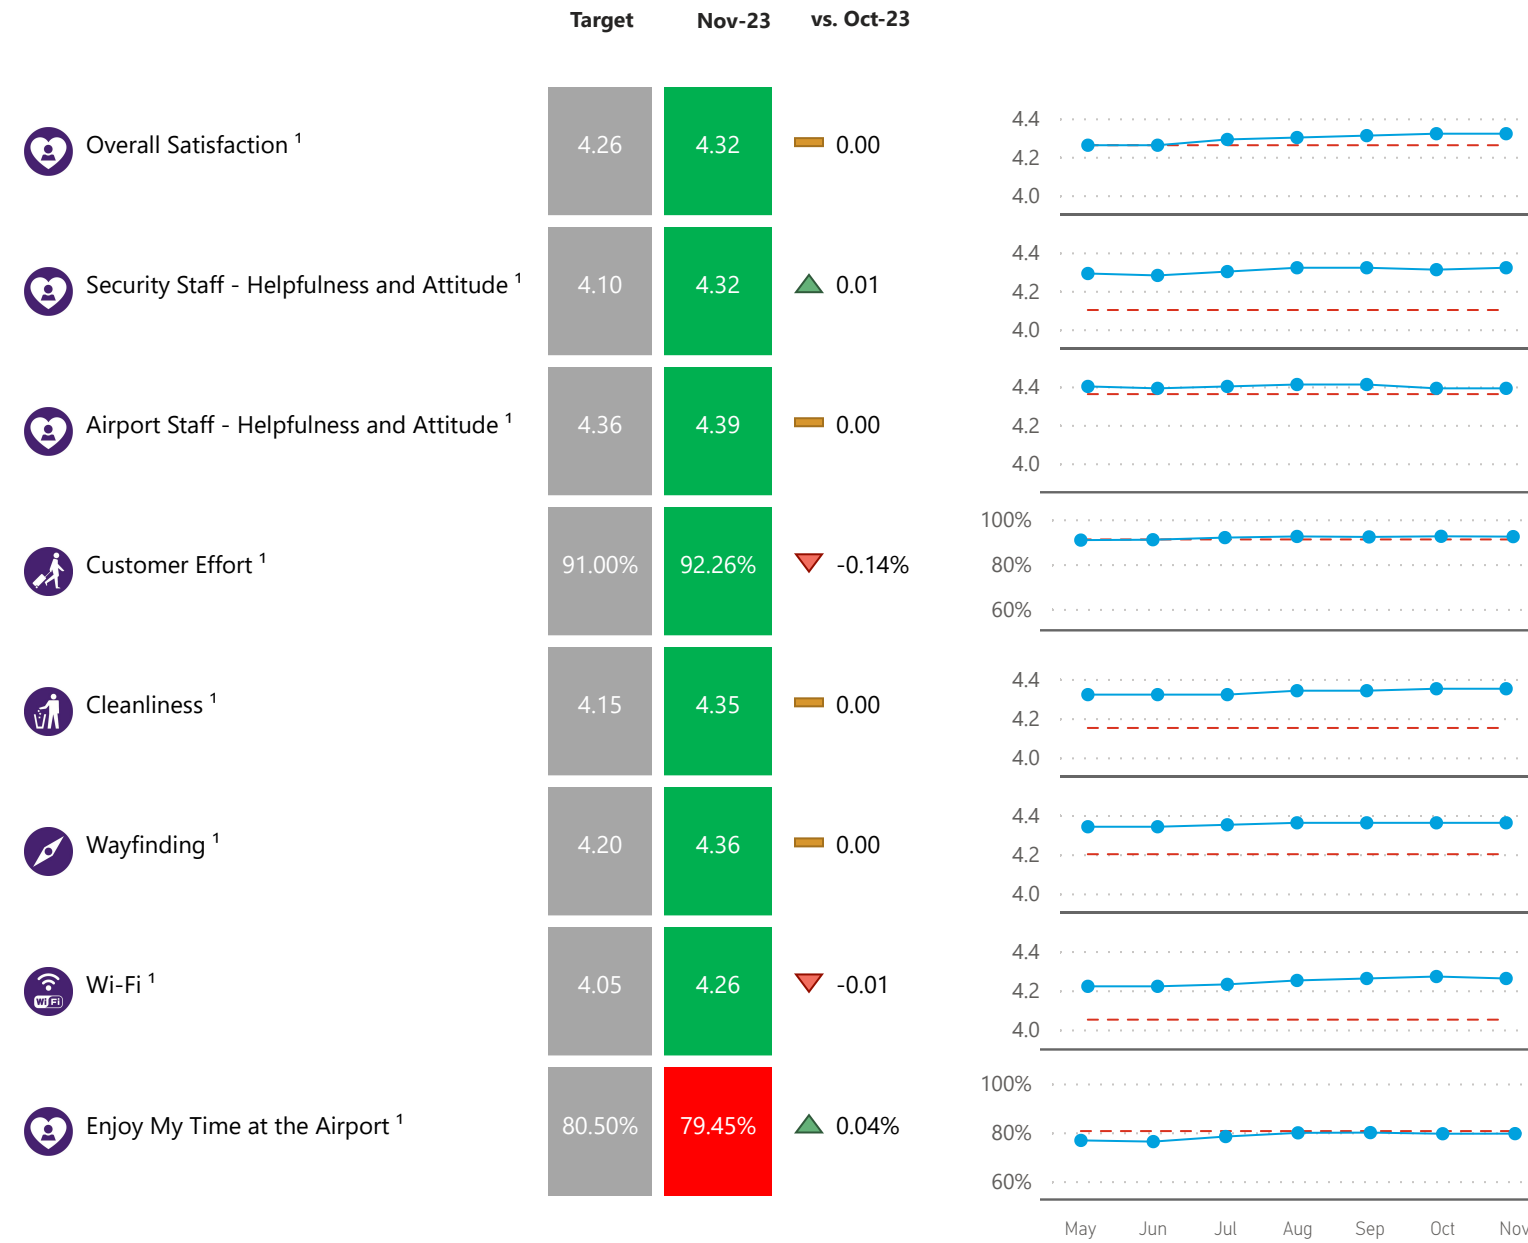 Target Nov-23 vs. Oct-23
Overall Satisfaction ¹ 4.26 4.32 0.00
4.4
4.2
4.0
Security Staff - Helpfulness and Attitude ¹ 4.10 4.32 0.01
4.4
4.2
4.0
Airport Staff - Helpfulness and Attitude ¹ 4.36 4.39 0.00
4.4
4.2
4.0
Customer Effort ¹ 91.00% 92.26% -0.14%
100%
80%
60%
Cleanliness ¹ 4.15 4.35 0.00
4.4
4.2
4.0
Wayfinding ¹ 4.20 4.36 0.00
4.4
4.2
4.0
WiFi
Wi-Fi ¹ 4.05 4.26 -0.01
4.4
4.2
4.0
Enjoy My Time at the Airport ¹ 80.50% 79.45% 0.04%
100%
80%
60%
May Jun Jul Aug Sep Oct Nov